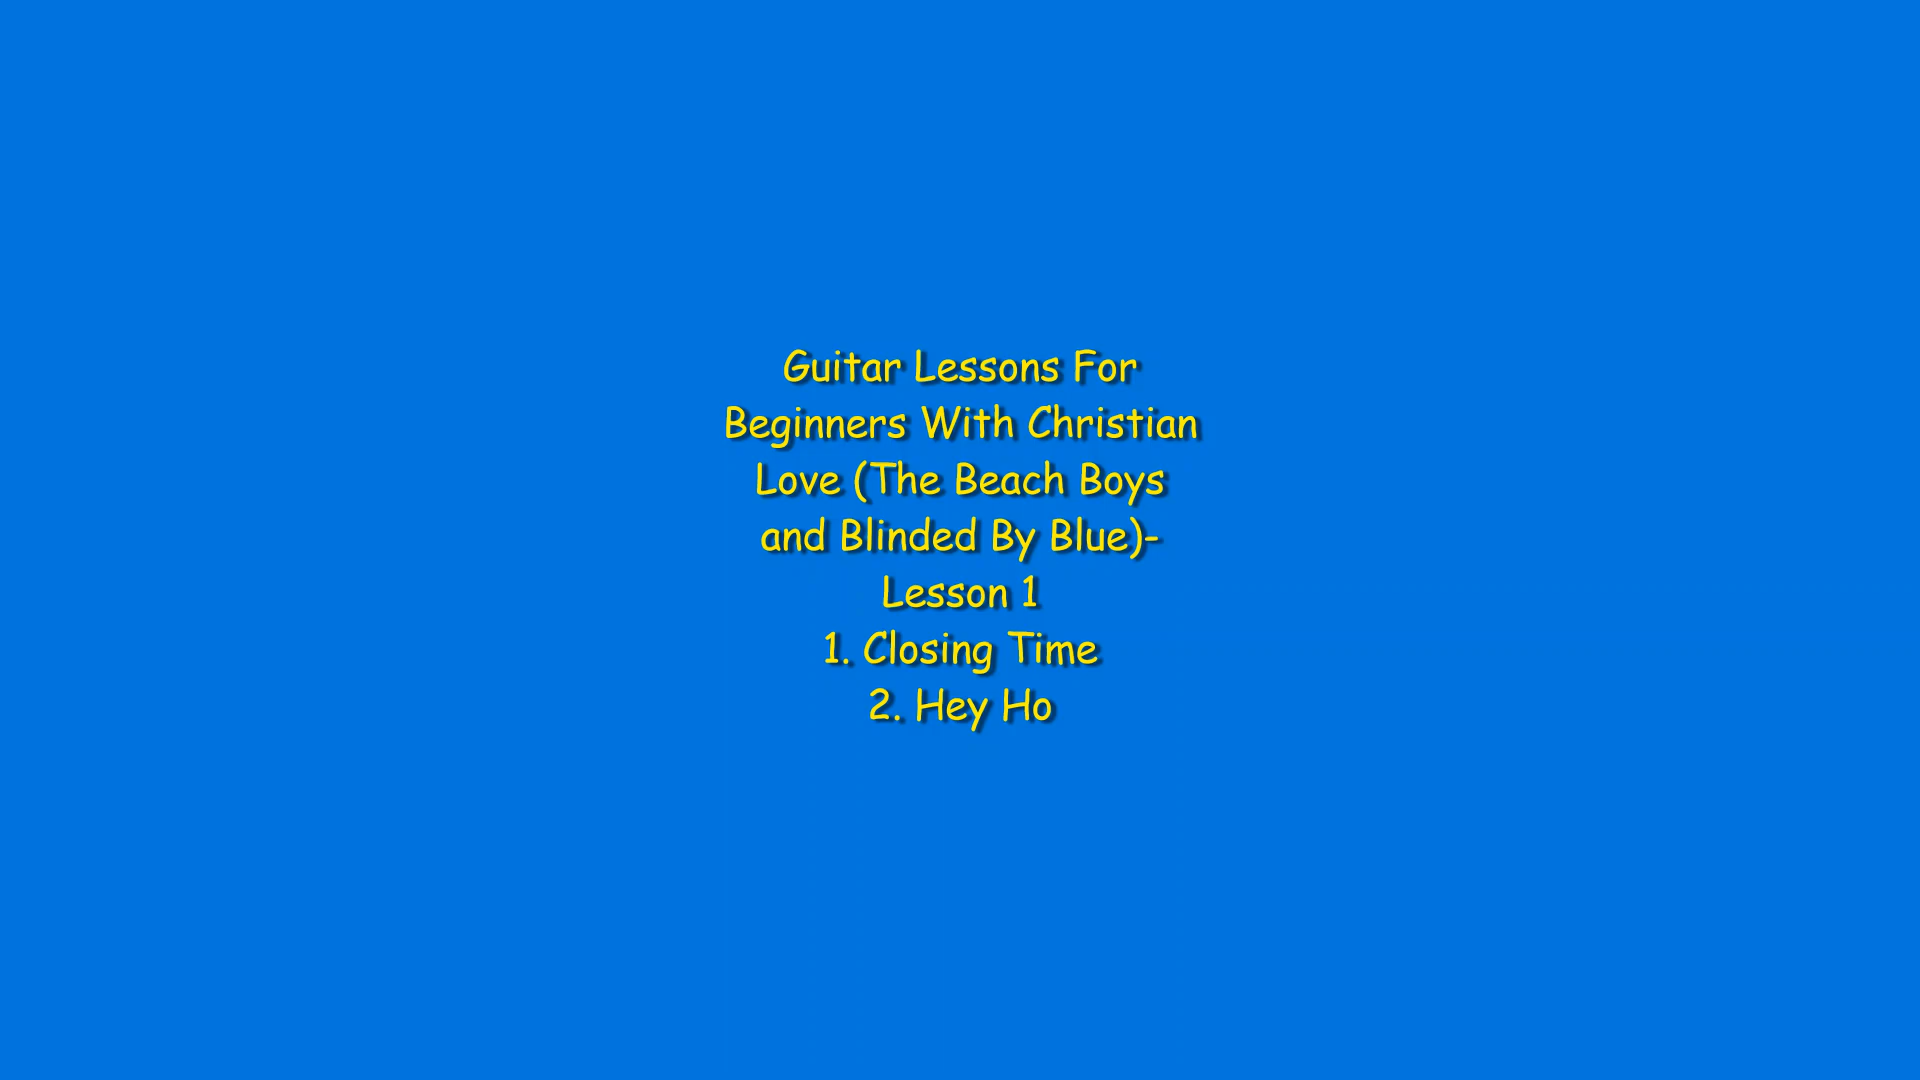 Guitar Lessons For
Beginners With Christian
Love (The Beach Boys
and Blinded By Blue)-
Lesson 1
1. Closing Time
2. Hey Ho